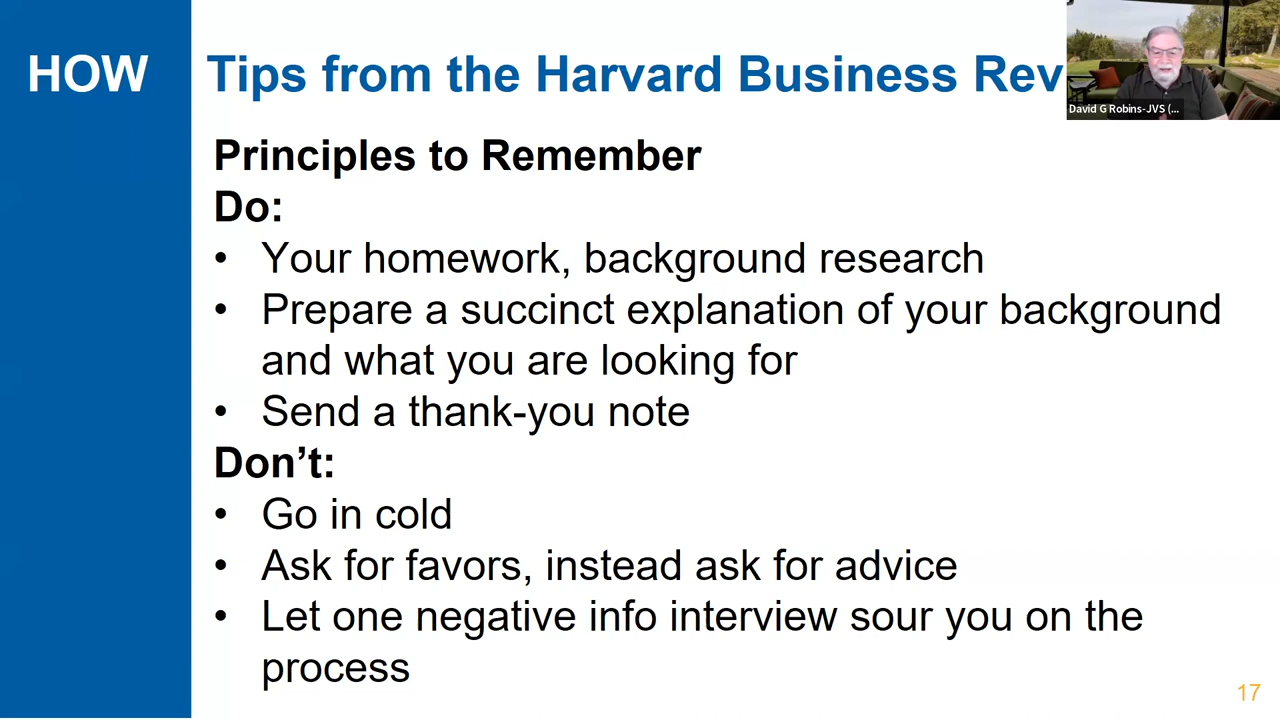 HOW
Tips from the Harvard Business Rev
David G Robins-JVS (...
Principles to Remember
Do:
• Your homework, background research
• Prepare a succinct explanation of your background
and what you are looking for
• Send a thank-you note
Don’t:
• Go in cold
• Ask for favors, instead ask for advice
• Let one negative info interview sour you on the
process
17